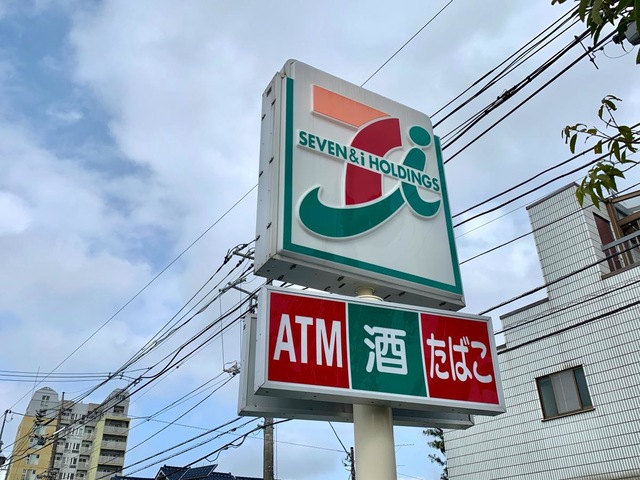 SEVEN & i HOLDINGS
ATM 酒 たばこ